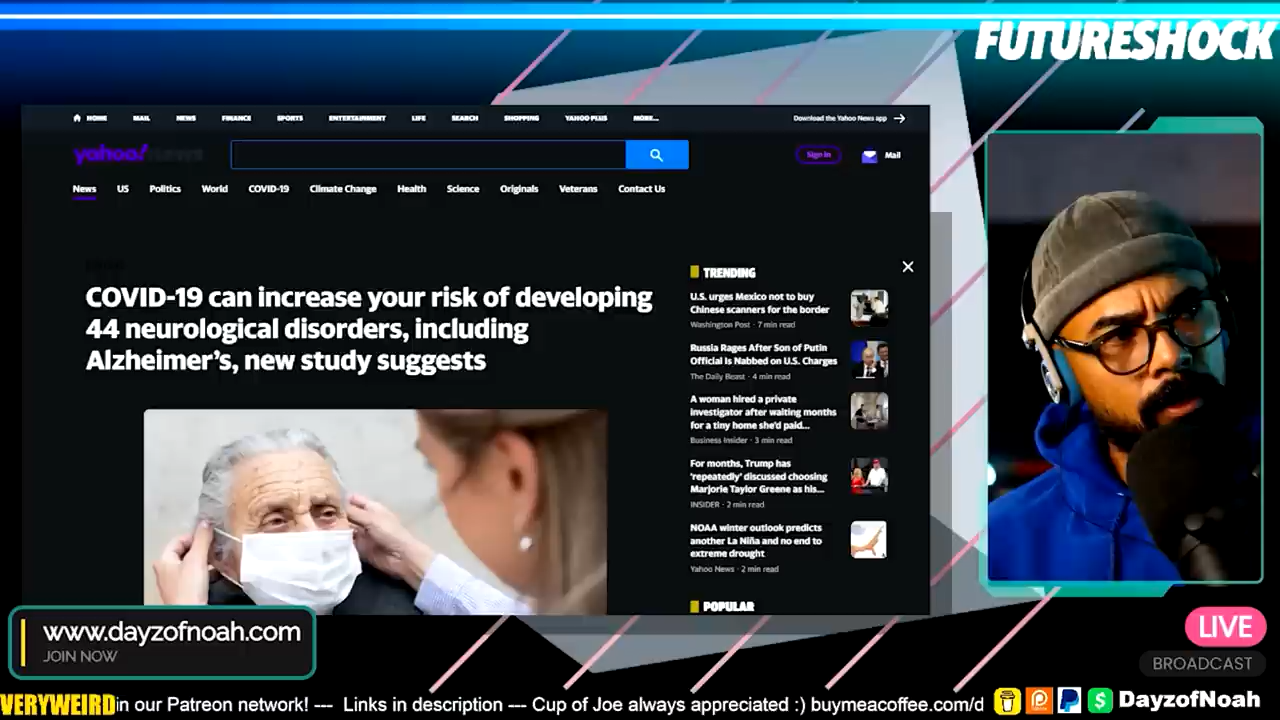 FUTURESHOCK
HOME MAIL NEWS FINANCE SPORTS ENTERTAINMENT LIFE SEARCH SHOPPING YAHOO PLUS MORE...
Download the Yahoo News app
yahoo!news
Sign in
Mail
News US Politics World COVID-19 Climate Change Health Science Originals Veterans Contact Us
COVID-19 can increase your risk of developing
44 neurological disorders, including
Alzheimer’s, new study suggests
TRENDING
U.S. urges Mexico not to buy
Chinese scanners for the border
Washington Post · 7 min read
Russia Rages After Son of Putin
Official Is Nabbed on U.S. Charges
The Daily Beast · 4 min read
A woman hired a private
investigator after waiting months
for a tiny home she'd paid...
Business Insider · 3 min read
For months, Trump has
'repeatedly' discussed choosing
Marjorie Taylor Greene as his...
INSIDER · 2 min read
NOAA winter outlook predicts
another La Niña and no end to
extreme drought
Yahoo News · 2 min read
POPULAR
www.dayzofnoah.com
JOIN NOW
LIVE
BROADCAST
VERYWEIRD in our Patreon network! --- Links in description --- Cup of Joe always appreciated :) buymeacoffee.com/d
DayzofNoah